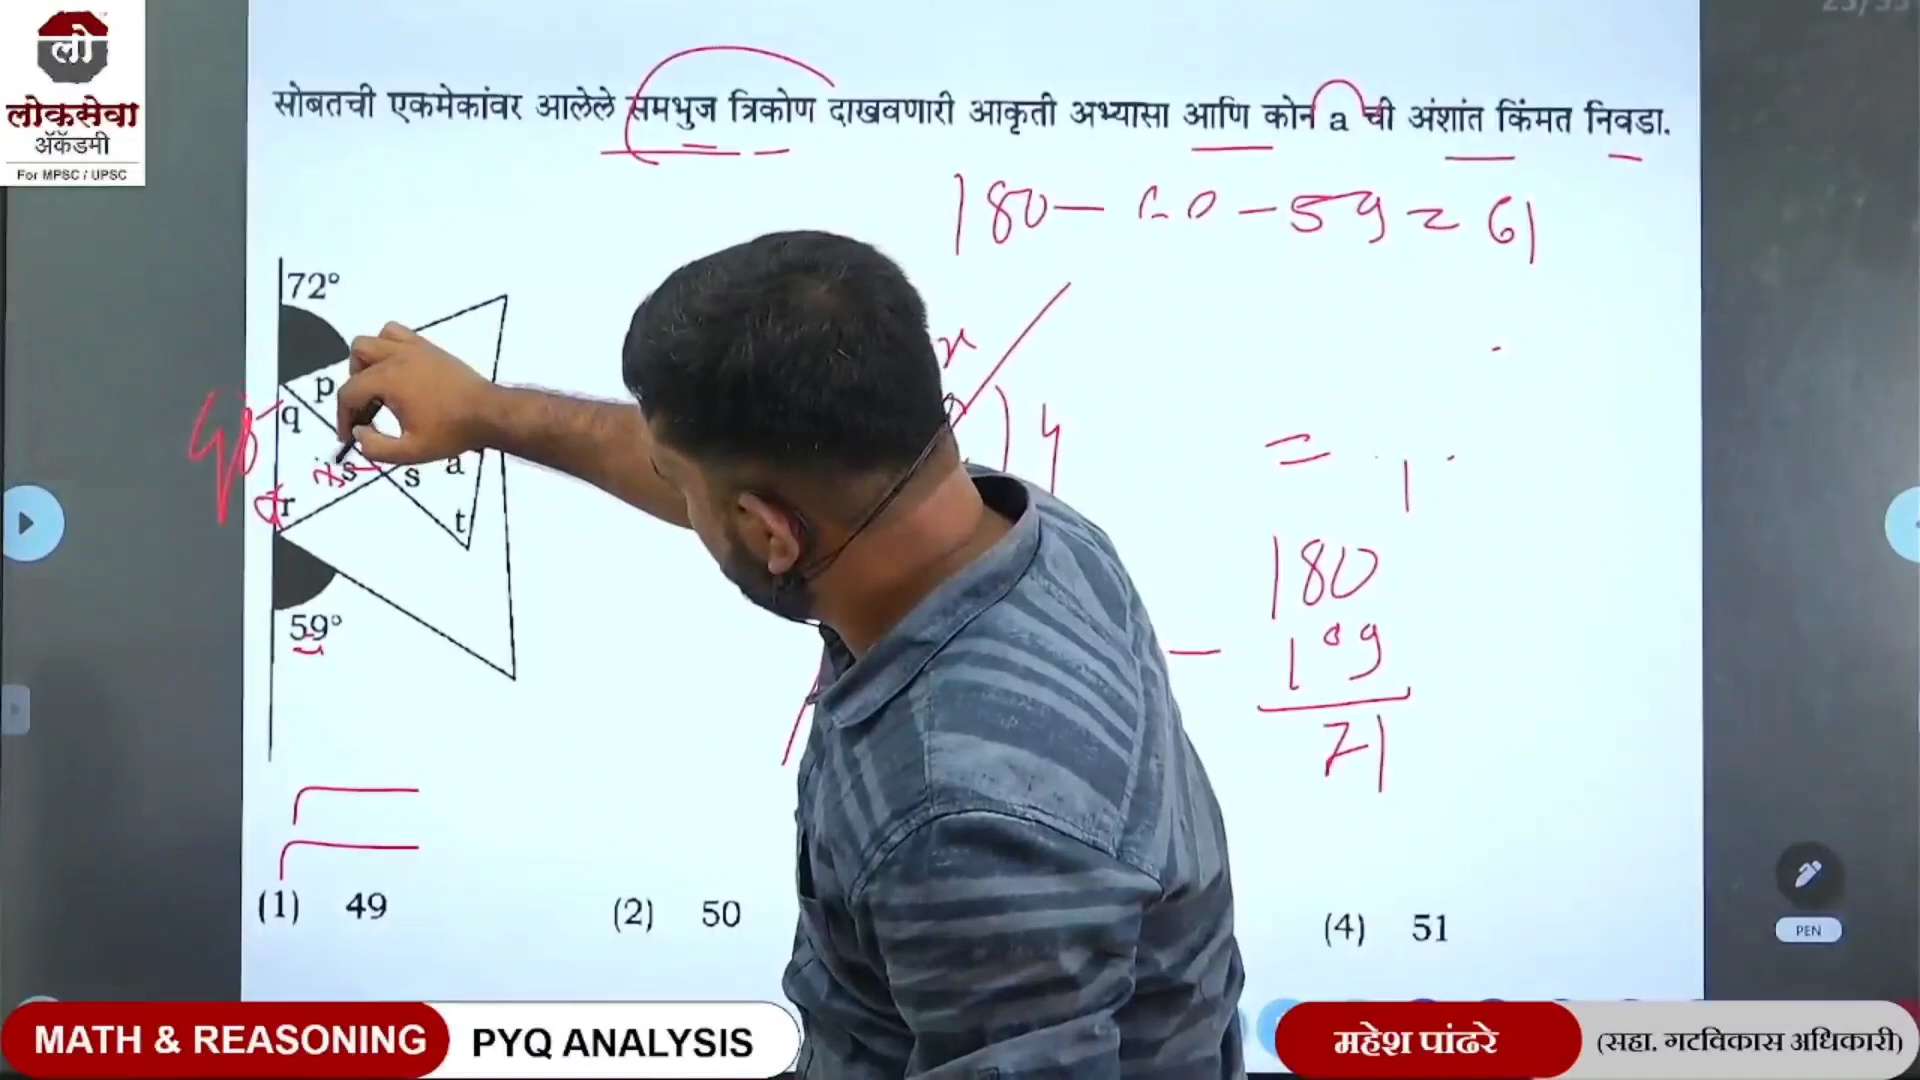 लो
लोकसेवा
ॲकॅडमी
For MPSC / UPSC
सोबतची एकमेकांवर आलेले समभुज त्रिकोण दाखवणारी आकृती अभ्यासा आणि कोन a ची अंशांत किंमत निवडा.
180 - 60 - 59 = 61
72°
p
q
48
s
s
a
r
t
59°
x
y
=
180
- 109
71
(1) 49
(2) 50
(4) 51
PEN
MATH & REASONING
PYQ ANALYSIS
महेश पांढरे
(सहा. गटविकास अधिकारी)